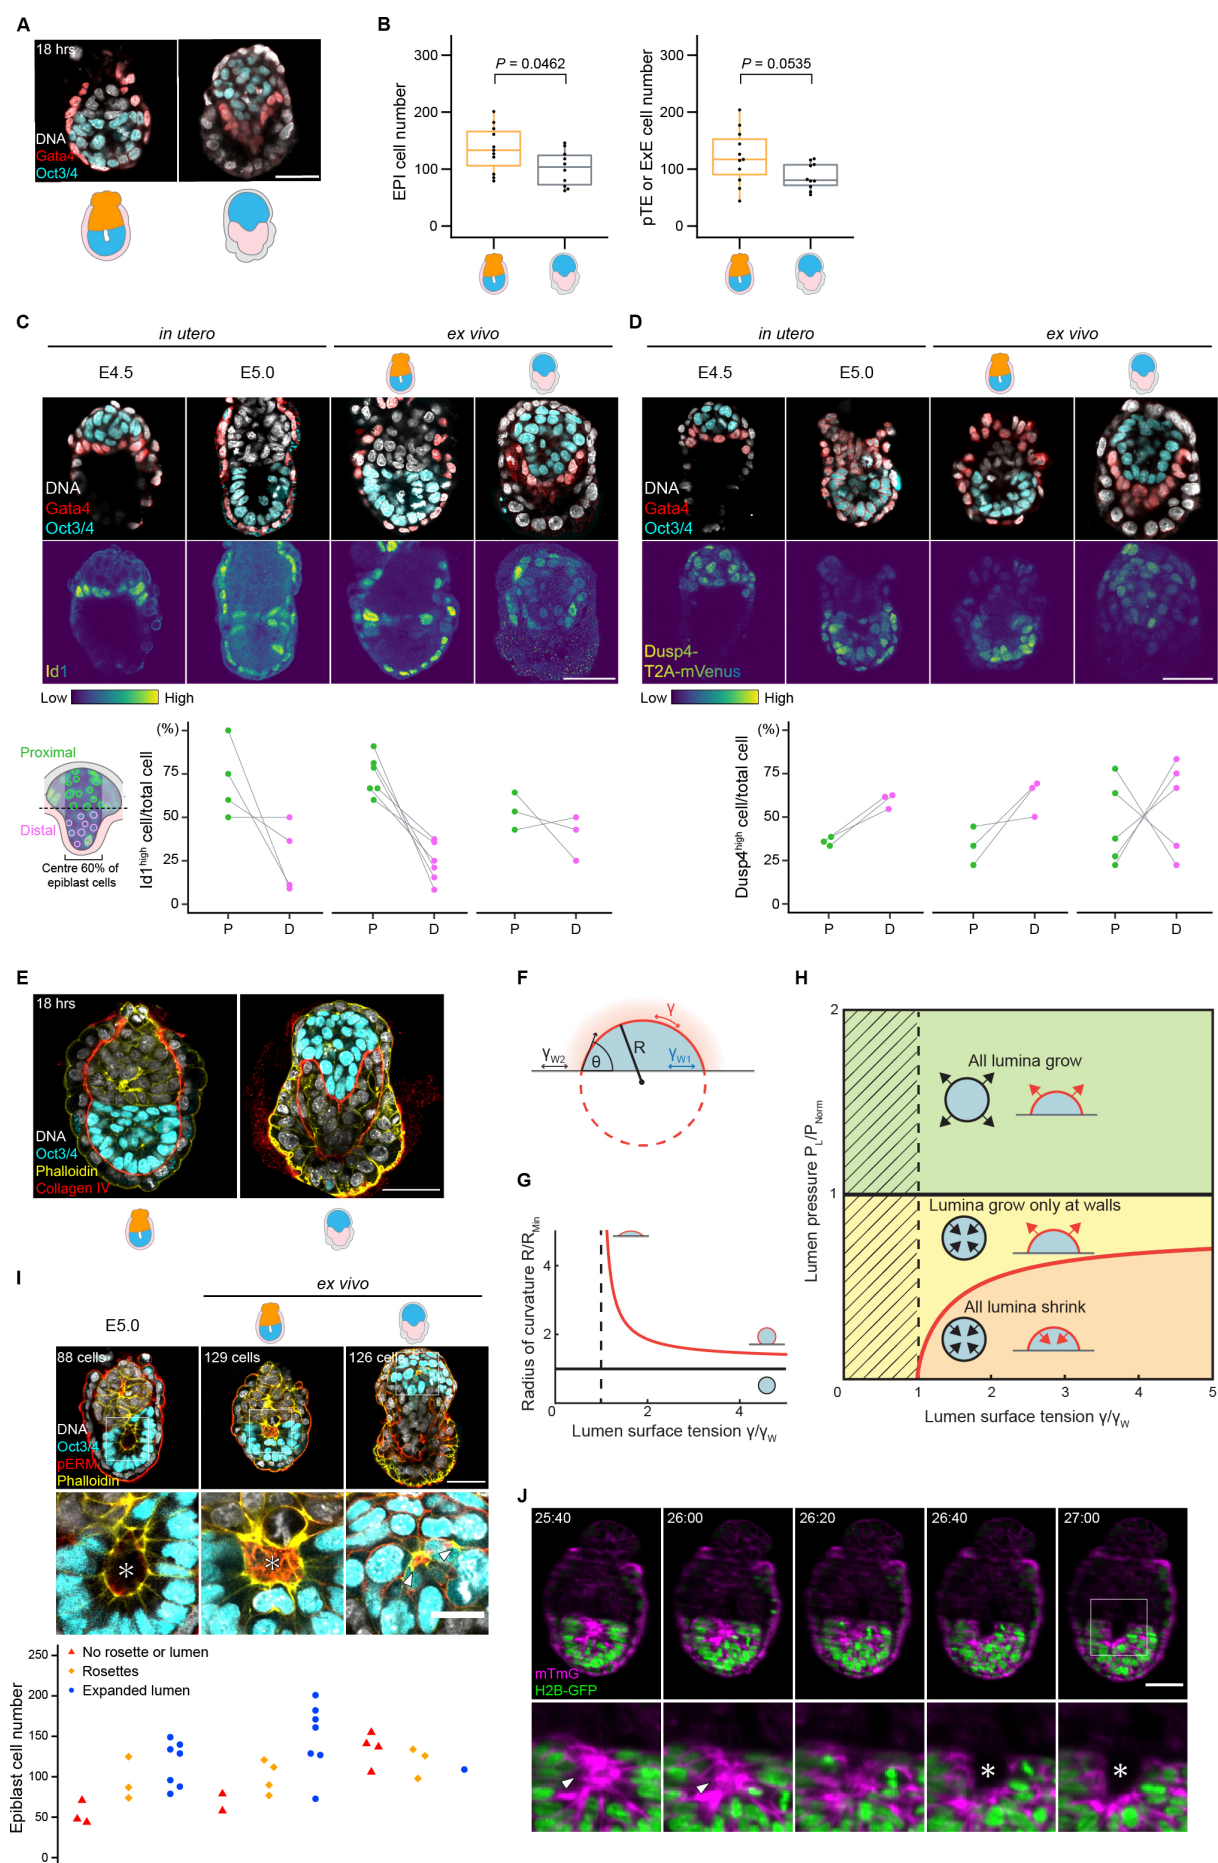 A
18 hrs
DNA
Gata4
Oct3/4
B
EPI cell number
300
200
100
0
P = 0.0462
pTE or ExE cell number
300
200
100
0
P = 0.0535
C
in utero
ex vivo
E4.5
E5.0
DNA
Gata4
Oct3/4
Id1
Low
High
Proximal
Distal
Centre 60% of
epiblast cells
Id1high cell/total cell
(%)
75
50
25
0
P
D
P
D
P
D
D
in utero
ex vivo
E4.5
E5.0
DNA
Gata4
Oct3/4
Dusp4-
T2A-mVenus
Low
High
Dusp4high cell/total cell
(%)
75
50
25
0
P
D
P
D
P
D
E
18 hrs
DNA
Oct3/4
Phalloidin
Collagen IV
F
γ
γW2
θ
R
γW1
G
Radius of curvature R/RMin
4
2
0
2
4
Lumen surface tension γ/γW
H
Lumen pressure PL/PNorm
2
1
All lumina grow
Lumina grow only at walls
All lumina shrink
0
1
2
3
4
5
Lumen surface tension γ/γW
I
ex vivo
E5.0
88 cells
129 cells
126 cells
DNA
Oct3/4
pERM
Phalloidin
*
*
Epiblast cell number
250
200
150
100
50
0
No rosette or lumen
Rosettes
Expanded lumen
J
25:40
26:00
26:20
26:40
27:00
mTmG
H2B-GFP
*
*